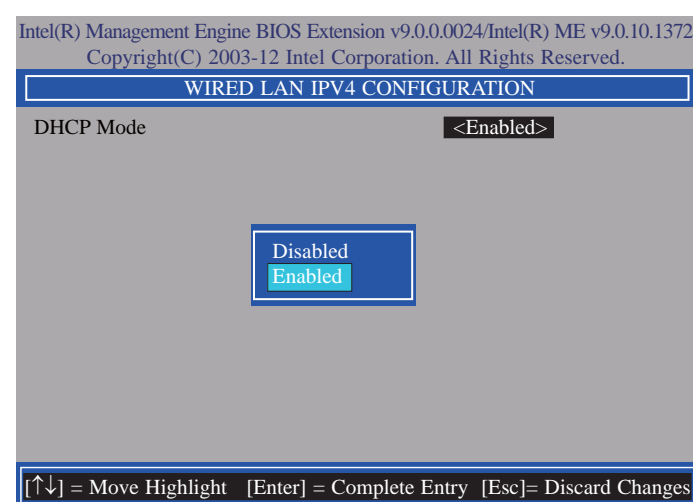 Intel(R) Management Engine BIOS Extension v9.0.0.0024/Intel(R) ME v9.0.10.1372
Copyright(C) 2003-12 Intel Corporation. All Rights Reserved.
WIRED LAN IPV4 CONFIGURATION
DHCP Mode <Enabled>
Disabled
Enabled
[↑↓] = Move Highlight [Enter] = Complete Entry [Esc]= Discard Changes